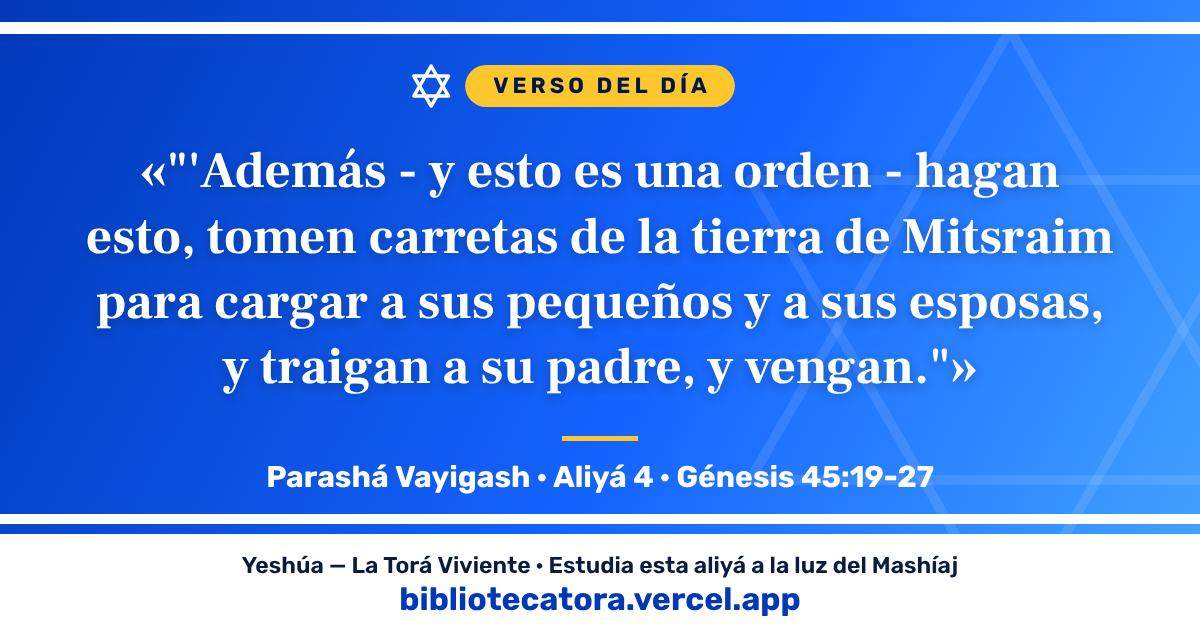 VERSO DEL DÍA
«"'Además - y esto es una orden - hagan
esto, tomen carretas de la tierra de Mitsraim
para cargar a sus pequeños y a sus esposas,
y traigan a su padre, y vengan."»
Parashá Vayigash • Aliyá 4 • Génesis 45:19-27
Yeshúa — La Torá Viviente • Estudia esta aliyá a la luz del Mashíaj
bibliotecatora.vercel.app